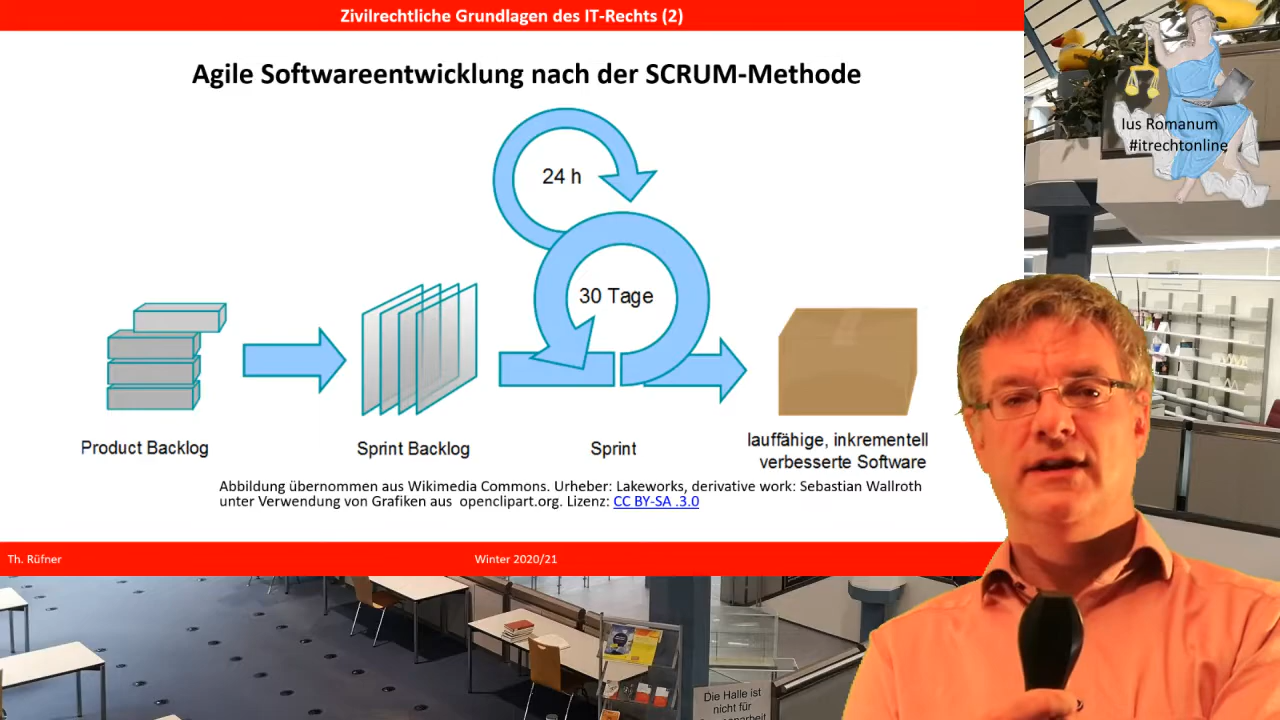 Zivilrechtliche Grundlagen des IT-Rechts (2)
Agile Softwareentwicklung nach der SCRUM-Methode
Ius Romanum
#itrechtonline
24 h
30 Tage
Product Backlog
Sprint Backlog
Sprint
lauffähige, inkrementell
verbesserte Software
Abbildung übernommen aus Wikimedia Commons. Urheber: Lakeworks, derivative work: Sebastian Wallroth
unter Verwendung von Grafiken aus openclipart.org. Lizenz: CC BY-SA .3.0
Th. Rüfner
Winter 2020/21
Die Halle ist
nicht für